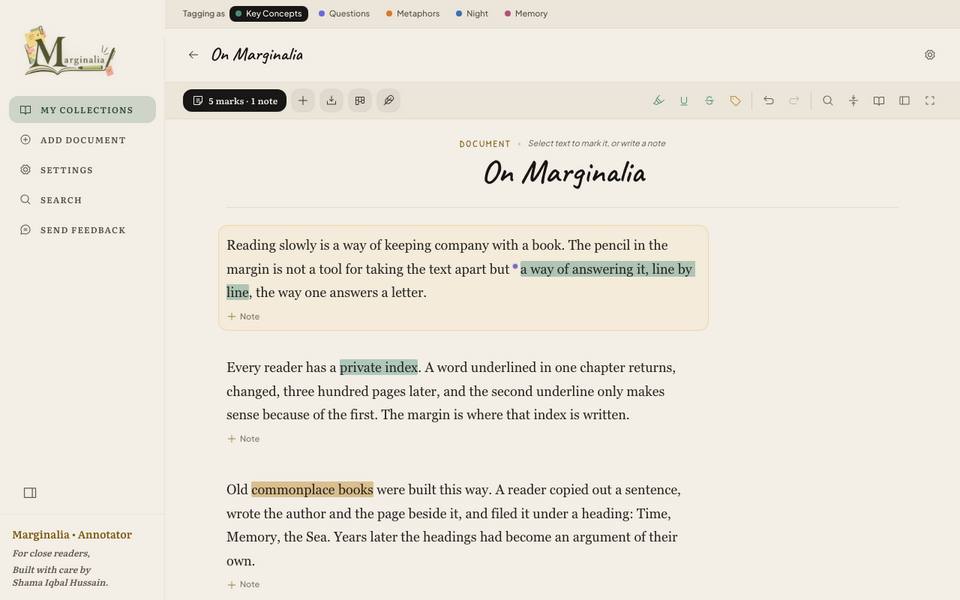 Marginalia
MY COLLECTIONS
ADD DOCUMENT
SETTINGS
SEARCH
SEND FEEDBACK
Marginalia • Annotator
For close readers,
Built with care by
Shama Iqbal Hussain.
Tagging as Key Concepts Questions Metaphors Night Memory
On Marginalia
5 marks · 1 note
DOCUMENT • Select text to mark it, or write a note
On Marginalia
Reading slowly is a way of keeping company with a book. The pencil in the
margin is not a tool for taking the text apart but a way of answering it, line by
line, the way one answers a letter.
+ Note
Every reader has a private index. A word underlined in one chapter returns,
changed, three hundred pages later, and the second underline only makes
sense because of the first. The margin is where that index is written.
+ Note
Old commonplace books were built this way. A reader copied out a sentence,
wrote the author and the page beside it, and filed it under a heading: Time,
Memory, the Sea. Years later the headings had become an argument of their
own.
+ Note